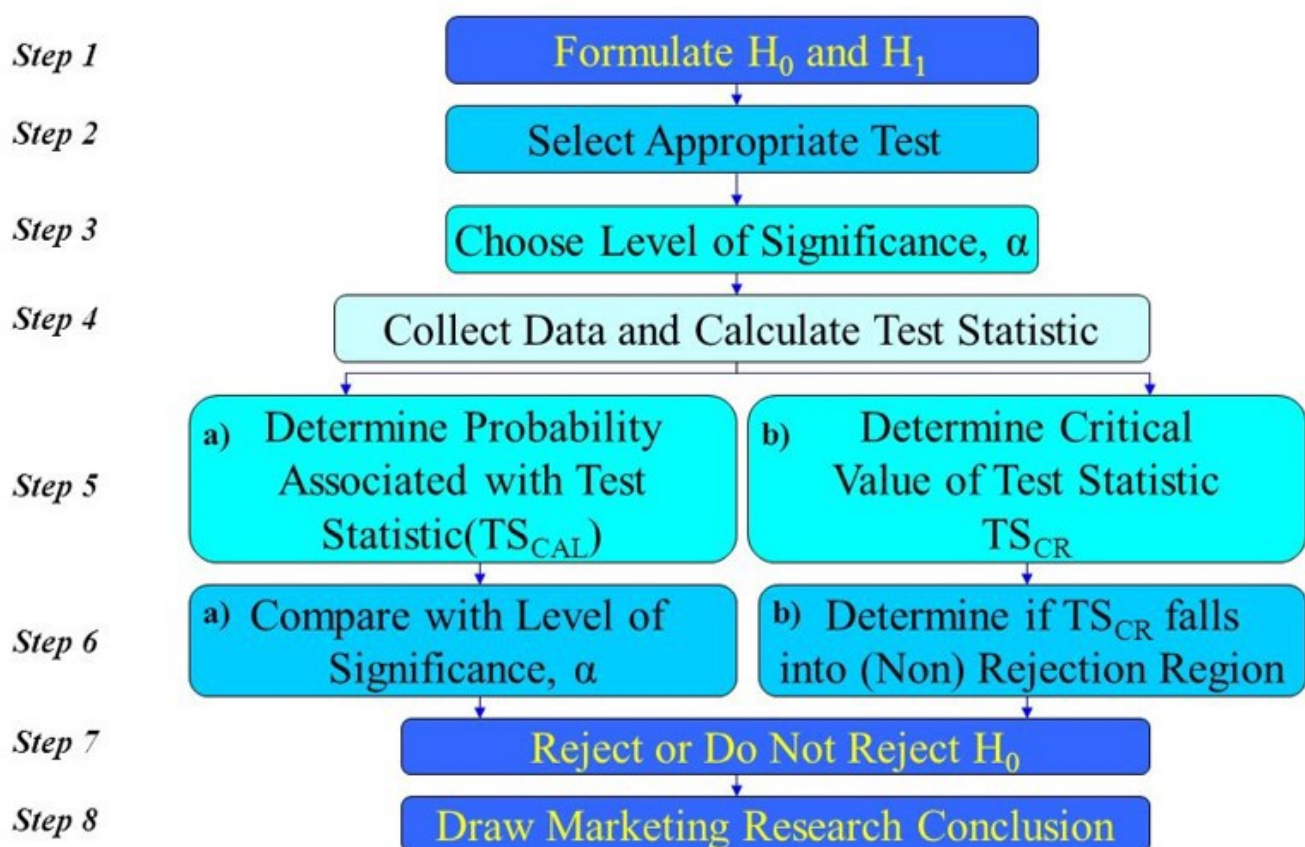 Step 1
Formulate H₀ and H₁
Step 2
Select Appropriate Test
Step 3
Choose Level of Significance, α
Step 4
Collect Data and Calculate Test Statistic
Step 5
a) Determine Probability
Associated with Test
Statistic(TS_CAL)
b) Determine Critical
Value of Test Statistic
TS_CR
Step 6
a) Compare with Level of
Significance, α
b) Determine if TS_CR falls
into (Non) Rejection Region
Step 7
Reject or Do Not Reject H₀
Step 8
Draw Marketing Research Conclusion